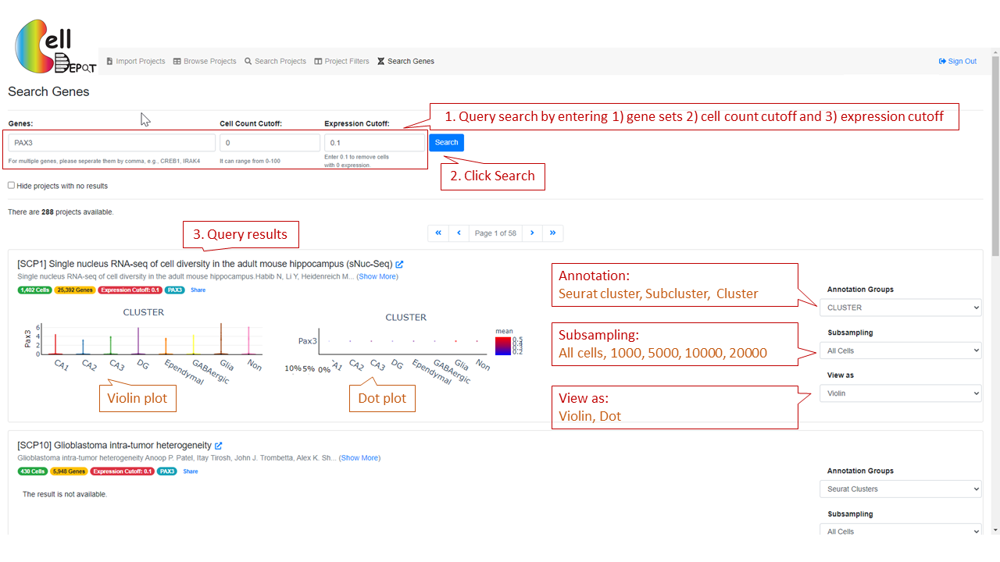 Cell
DEPOT
Import Projects Browse Projects Search Projects Project Filters Search Genes Sign Out
Search Genes
1. Query search by entering 1) gene sets 2) cell count cutoff and 3) expression cutoff
Genes: Cell Count Cutoff: Expression Cutoff:
PAX3 0 0.1 Search
For multiple genes, please seperate them by comma, e.g., CREB1, IRAK4 It can range from 0-100 Enter 0.1 to remove cells
with 0 expression
2. Click Search
Hide projects with no results
There are 288 projects available.
« ‹ Page 1 of 58 › »
3. Query results
[SCP1] Single nucleus RNA-seq of cell diversity in the adult mouse hippocampus (sNuc-Seq)
Single nucleus RNA-seq of cell diversity in the adult mouse hippocampus.Habib N, Li Y, Heidenreich M... (Show More)
1,402 Cells 25,392 Genes Expression Cutoff: 0.1 PAX3 Share
Annotation:
Seurat cluster, Subcluster, Cluster
Annotation Groups
CLUSTER
Subsampling:
All cells, 1000, 5000, 10000, 20000
Subsampling
All Cells
View as:
Violin, Dot
View as
Violin
CLUSTER
Pax3
6
4
2
0
CA1 CA2 CA3 DG Ependymal GABAergic Glia Non
Violin plot
CLUSTER
Pax3
10% 5% 0%
A1 CA2 CA3 DG Ependymal GABAergic Glia Non
mean
0.5
0.4
0.3
0.2
Dot plot
[SCP10] Glioblastoma intra-tumor heterogeneity
Glioblastoma intra-tumor heterogeneity Anoop P. Patel, Itay Tirosh, John J. Trombetta, Alex K. Sh... (Show More)
430 Cells 5,948 Genes Expression Cutoff: 0.1 PAX3 Share
The result is not available.
Annotation Groups
Seurat Clusters
Subsampling
All Cells